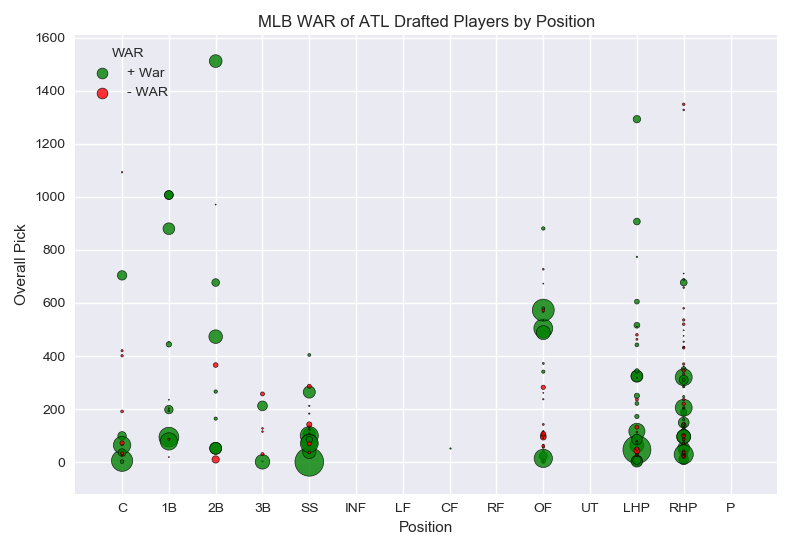 MLB WAR of ATL Drafted Players by Position
WAR
+ War
- WAR
1600
1400
1200
1000
800
600
400
200
0
Overall Pick
C 1B 2B 3B SS INF LF CF RF OF UT LHP RHP P
Position